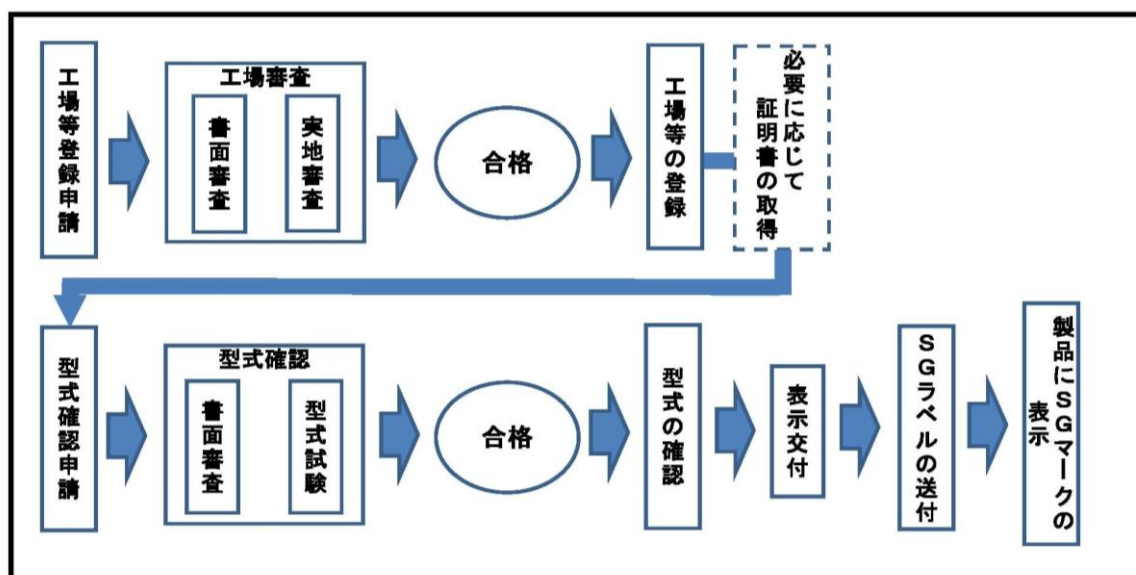 工場等登録申請
工場審査
書面審査
実地審査
合格
工場等の登録
必要に応じて
証明書の取得
型式確認申請
型式確認
書面審査
型式試験
合格
型式の確認
表示交付
SGラベルの送付
製品にSGマークの
表示